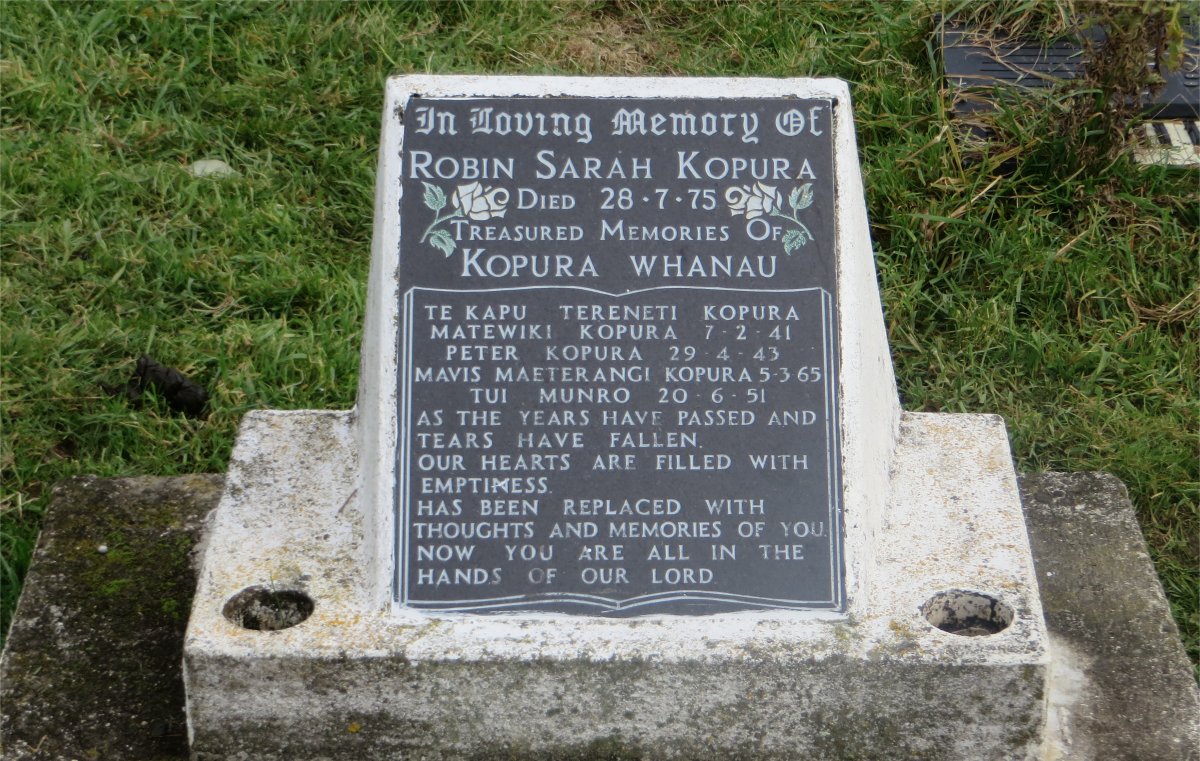 In Loving Memory Of
ROBIN SARAH KOPURA
DIED 28·7·75
TREASURED MEMORIES OF
KOPURA WHANAU
TE KAPU TERENETI KOPURA
MATEWIKI KOPURA 7·2·41
PETER KOPURA 29·4·43
MAVIS MAETERANGI KOPURA 5·3·65
TUI MUNRO 20·6·51
AS THE YEARS HAVE PASSED AND
TEARS HAVE FALLEN.
OUR HEARTS ARE FILLED WITH
EMPTINESS.
HAS BEEN REPLACED WITH
THOUGHTS AND MEMORIES OF YOU.
NOW YOU ARE ALL IN THE
HANDS OF OUR LORD.